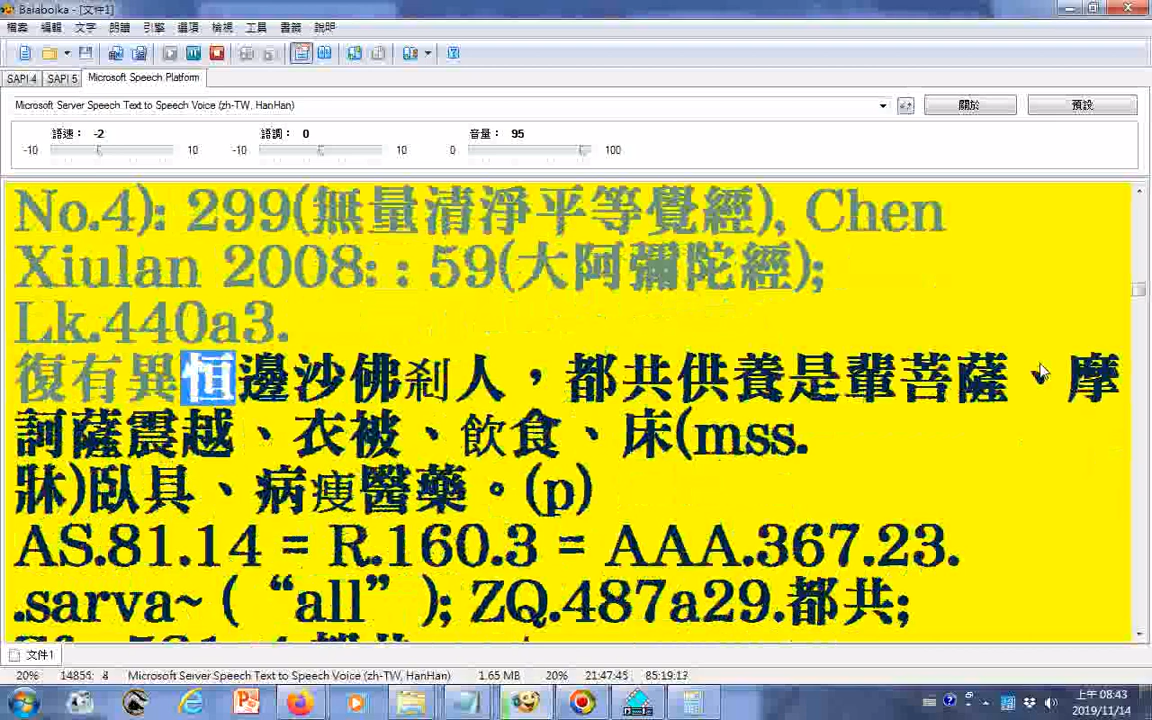 Balabolka - [文件1]
檔案 編輯 文字 朗讀 引擎 選項 檢視 工具 書籤 說明
SAPI 4 SAPI 5 Microsoft Speech Platform
Microsoft Server Speech Text to Speech Voice (zh-TW, HanHan) 關於 預設
語速： -2 語調： 0 音量： 95
-10 10 -10 10 0 100
No.4): 299(無量清淨平等覺經), Chen
Xiulan 2008: : 59(大阿彌陀經);
Lk.440a3.
復有異恒邊沙佛剎人，都共供養是輩菩薩、摩
訶薩震越、衣被、飲食、床(mss.
牀)臥具、病瘦醫藥。(p)
AS.81.14 = R.160.3 = AAA.367.23.
.sarva~ ( “all” ); ZQ.487a29.都共;
文件1
20% Microsoft Server Speech Text to Speech Voice (zh-TW, HanHan) 1.65 MB 20% 21:47:45 85:19:13
上午 08:43
2019/11/14